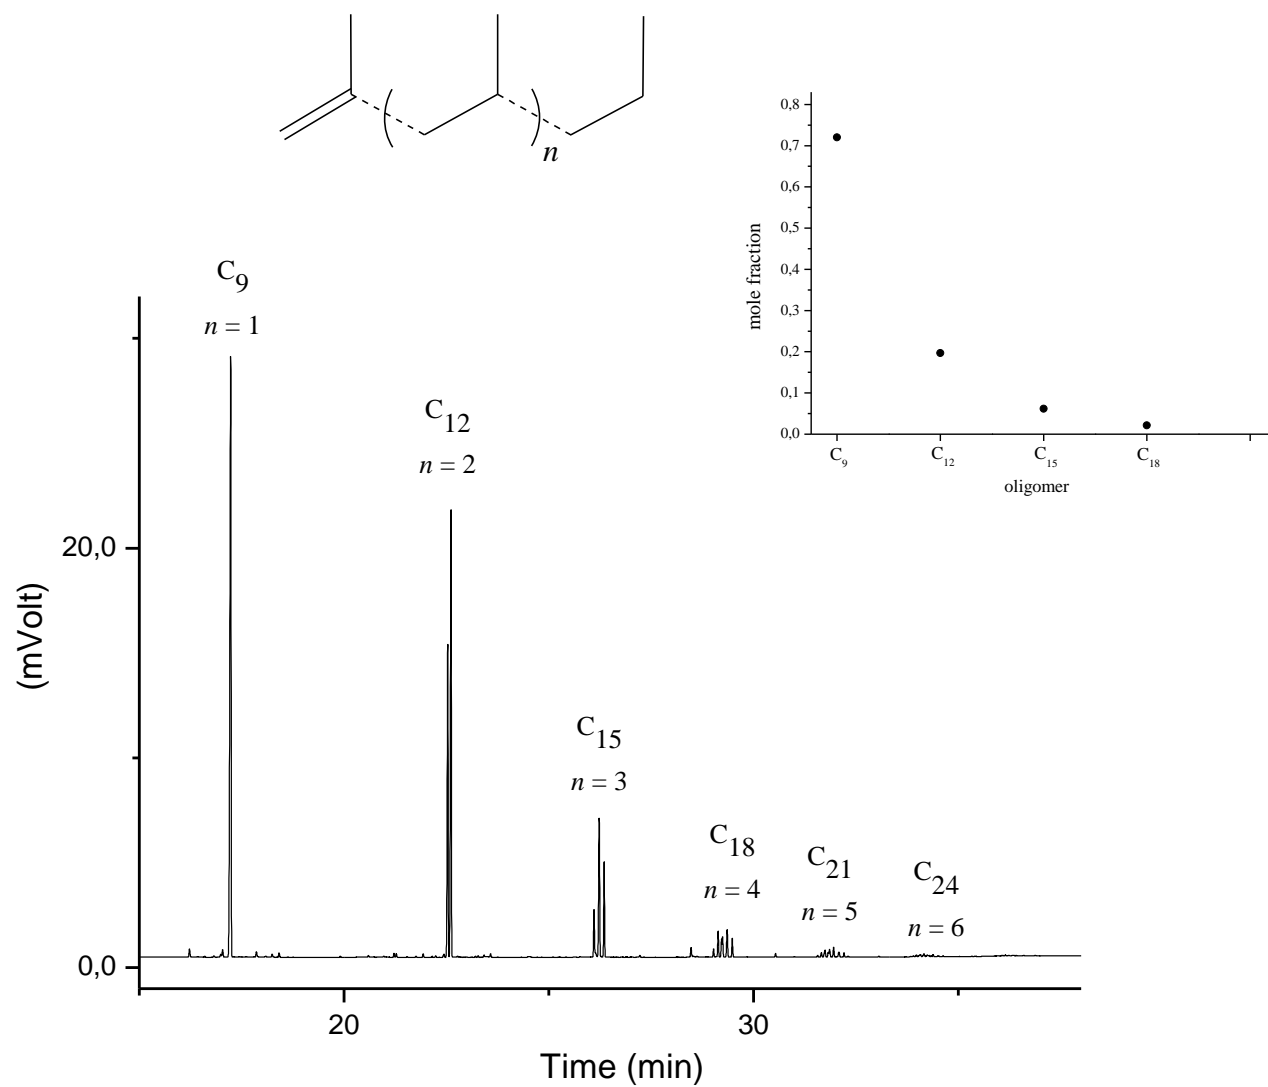 n
0,8
0,7
0,6
0,5
0,4
0,3
0,2
0,1
0,0
mole fraction
C9 C12 C15 C18
oligomer
C9
n = 1
C12
n = 2
C15
n = 3
C18
n = 4
C21
n = 5
C24
n = 6
20,0
0,0
(mVolt)
20 30
Time (min)